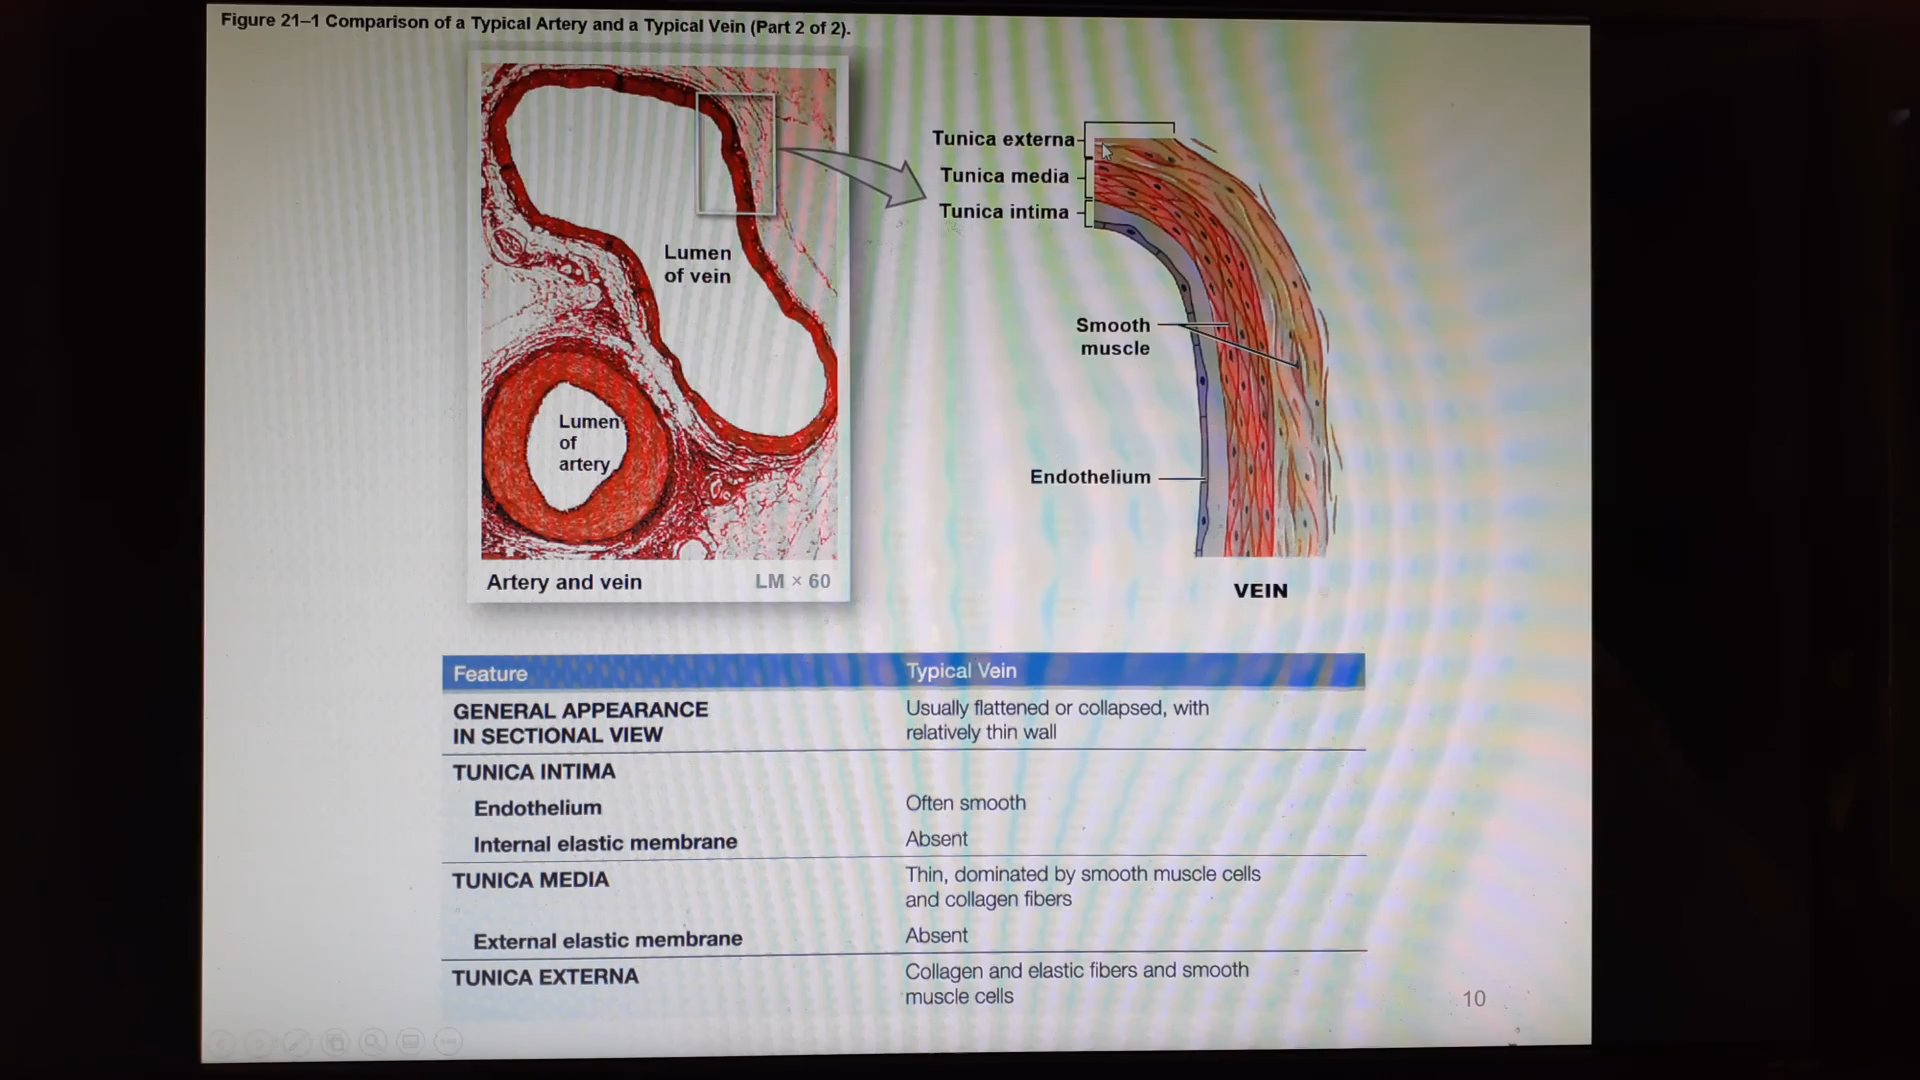 Figure 21–1 Comparison of a Typical Artery and a Typical Vein (Part 2 of 2).
Tunica externa
Tunica media
Tunica intima
Lumen
of vein
Smooth
muscle
Lumen
of
artery
Endothelium
Artery and vein LM × 60
VEIN
Feature Typical Vein
GENERAL APPEARANCE
IN SECTIONAL VIEW
Usually flattened or collapsed, with
relatively thin wall
TUNICA INTIMA
Endothelium Often smooth
Internal elastic membrane Absent
TUNICA MEDIA
Thin, dominated by smooth muscle cells
and collagen fibers
External elastic membrane Absent
TUNICA EXTERNA
Collagen and elastic fibers and smooth
muscle cells
10